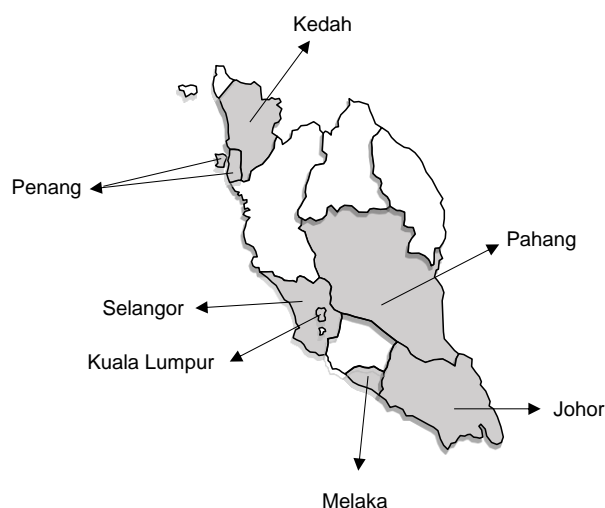 Kedah
Penang
Pahang
Selangor
Kuala Lumpur
Johor
Melaka